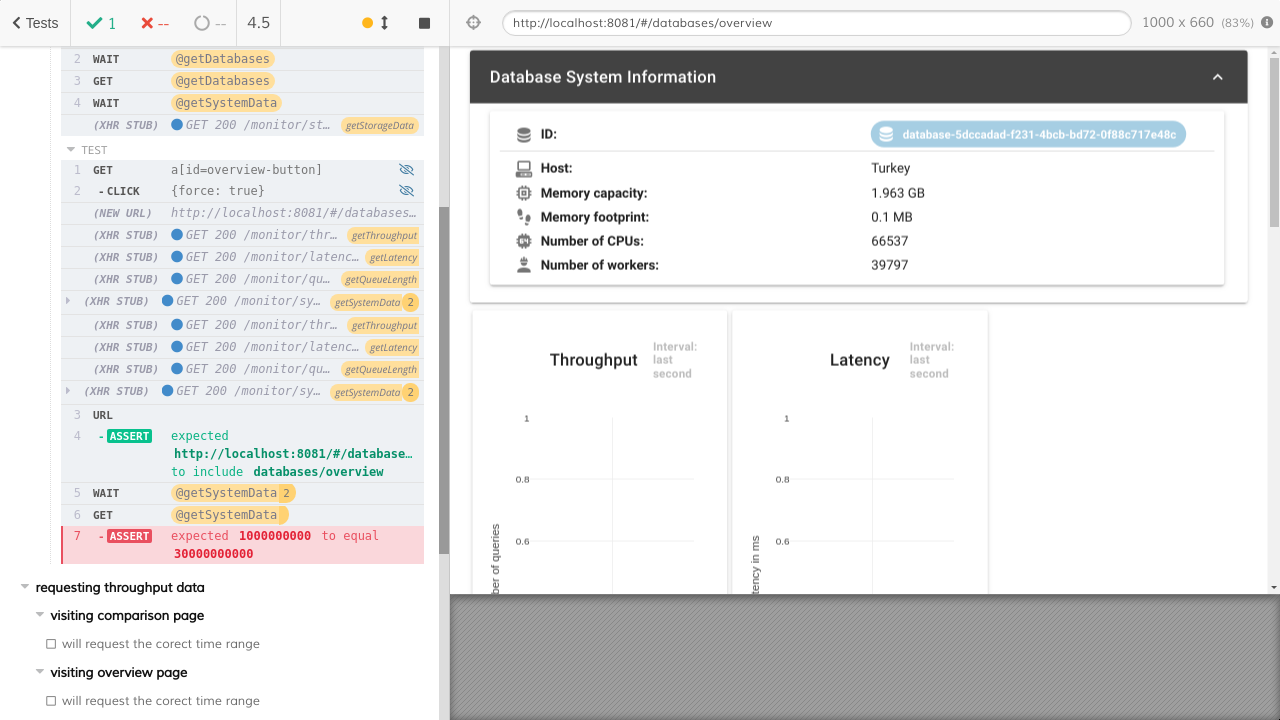 Tests
1
--
--
4.5
http://localhost:8081/#/databases/overview
1000 x 660 (83%)
2 WAIT @getDatabases
3 GET @getDatabases
4 WAIT @getSystemData
(XHR STUB) GET 200 /monitor/st… getStorageData
TEST
1 GET a[id=overview-button]
2 -CLICK {force: true}
(NEW URL) http://localhost:8081/#/databases…
(XHR STUB) GET 200 /monitor/thr… getThroughput
(XHR STUB) GET 200 /monitor/latenc… getLatency
(XHR STUB) GET 200 /monitor/qu… getQueueLength
(XHR STUB) GET 200 /monitor/sy… getSystemData 2
(XHR STUB) GET 200 /monitor/thr… getThroughput
(XHR STUB) GET 200 /monitor/latenc… getLatency
(XHR STUB) GET 200 /monitor/qu… getQueueLength
(XHR STUB) GET 200 /monitor/sy… getSystemData 2
3 URL
4 -ASSERT expected
http://localhost:8081/#/database…
to include databases/overview
5 WAIT @getSystemData 2
6 GET @getSystemData
7 -ASSERT expected 1000000000 to equal
30000000000
requesting throughput data
visiting comparison page
will request the corect time range
visiting overview page
will request the corect time range
Database System Information
ID: database-5dccadad-f231-4bcb-bd72-0f88c717e48c
Host: Turkey
Memory capacity: 1.963 GB
Memory footprint: 0.1 MB
Number of CPUs: 66537
Number of workers: 39797
Throughput
Interval:
last
second
1
0.8
0.6
ber of queries
Latency
Interval:
last
second
1
0.8
0.6
tency in ms